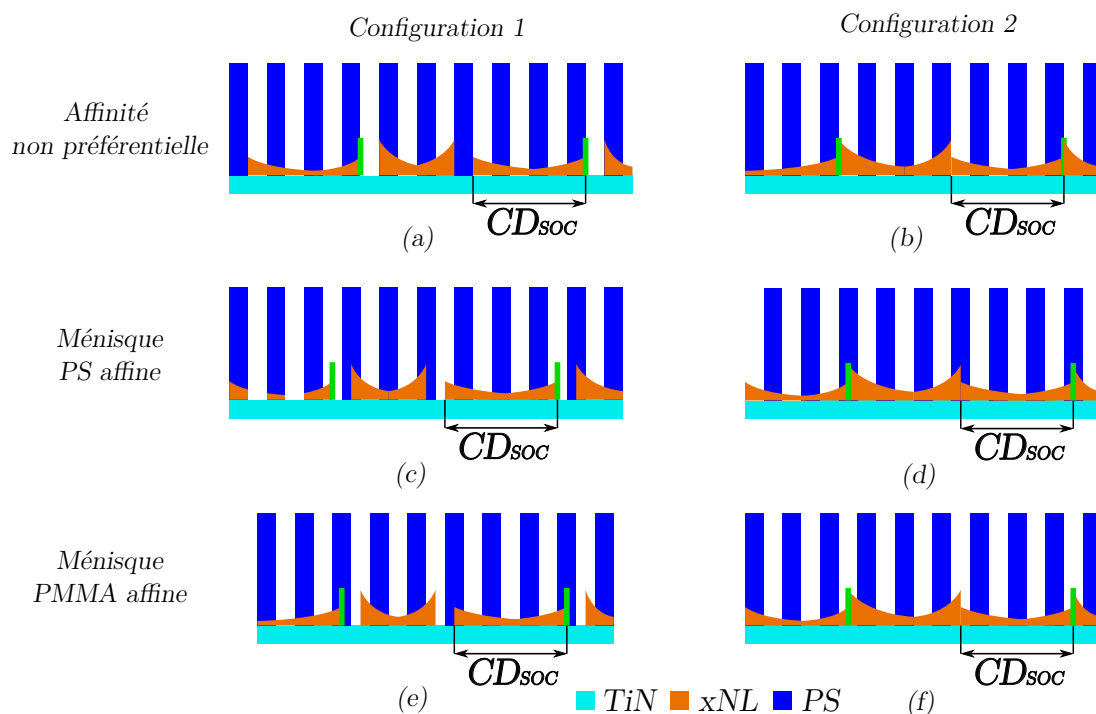 Configuration 1
Configuration 2
Affinité
non préférentielle
CDsoc
CDsoc
(a)
(b)
Ménisque
PS affine
CDsoc
CDsoc
(c)
(d)
Ménisque
PMMA affine
CDsoc
CDsoc
(e)
TiN xNL PS
(f)